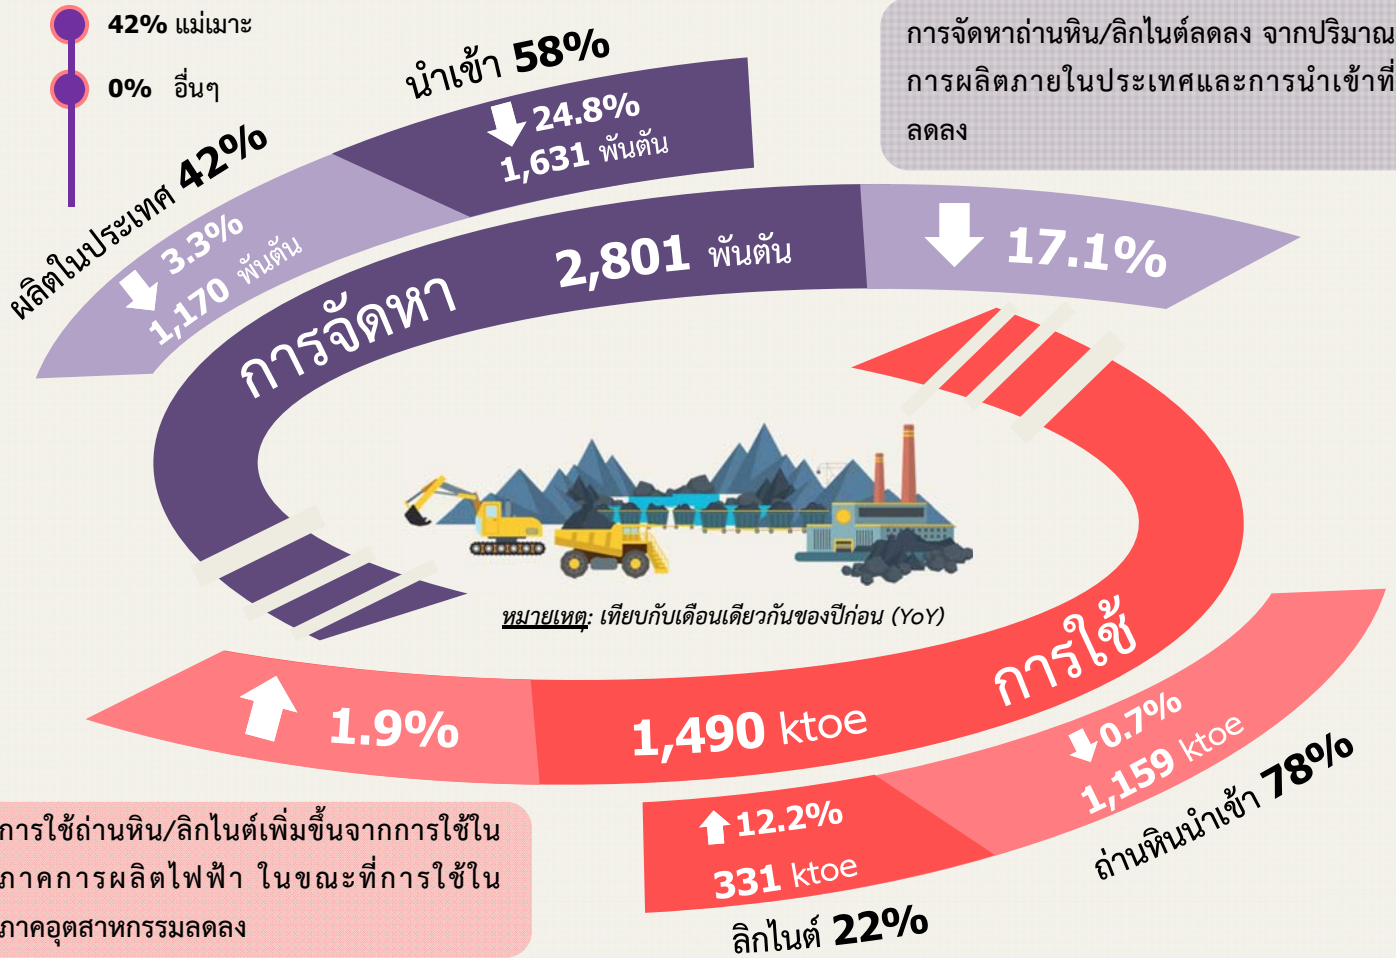 42% แม่เมาะ
0% อื่นๆ
นำเข้า 58%
24.8%
1,631 พันตัน
ผลิตในประเทศ 42%
3.3%
1,170 พันตัน
การจัดหาถ่านหิน/ลิกไนต์ลดลง จากปริมาณ
การผลิตภายในประเทศและการนำเข้าที่
ลดลง
การจัดหา 2,801 พันตัน 17.1%
หมายเหตุ: เทียบกับเดือนเดียวกันของปีก่อน (YoY)
1.9% 1,490 ktoe การใช้
0.7%
1,159 ktoe
ถ่านหินนำเข้า 78%
12.2%
331 ktoe
ลิกไนต์ 22%
การใช้ถ่านหิน/ลิกไนต์เพิ่มขึ้นจากการใช้ใน
ภาคการผลิตไฟฟ้า ในขณะที่การใช้ใน
ภาคอุตสาหกรรมลดลง